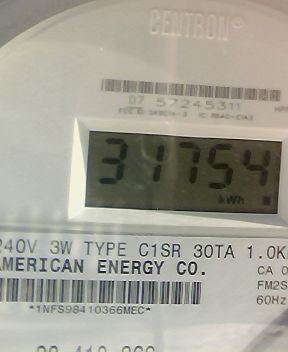 CENTRON®
07 57245311
31754
kWh
240V 3W TYPE C1SR 30TA 1.0K
AMERICAN ENERGY CO.
CA 0
FM2S
*1NFS98410366MEC*
60Hz